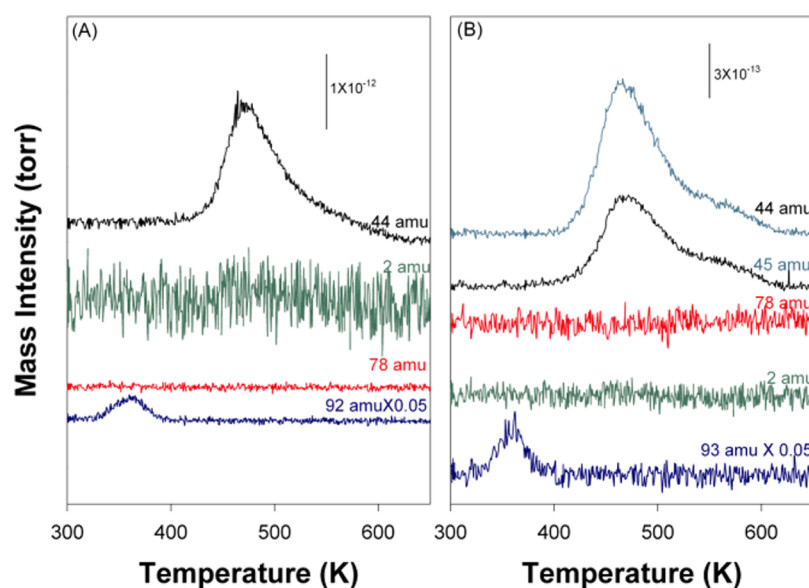 Mass Intensity (torr)
(A)
1X10-12
44 amu
2 amu
78 amu
92 amuX0.05
300 400 500 600
Temperature (K)
(B)
3X10-13
44 amu
45 amu
78 amu
2 amu
93 amu X 0.05
300 400 500 600
Temperature (K)